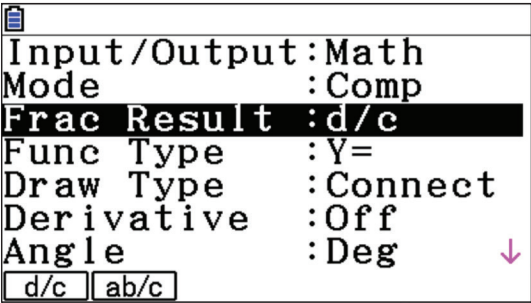 Input/Output:Math
Mode :Comp
Frac Result :d/c
Func Type :Y=
Draw Type :Connect
Derivative :Off
Angle :Deg ↓
d/c ab/c